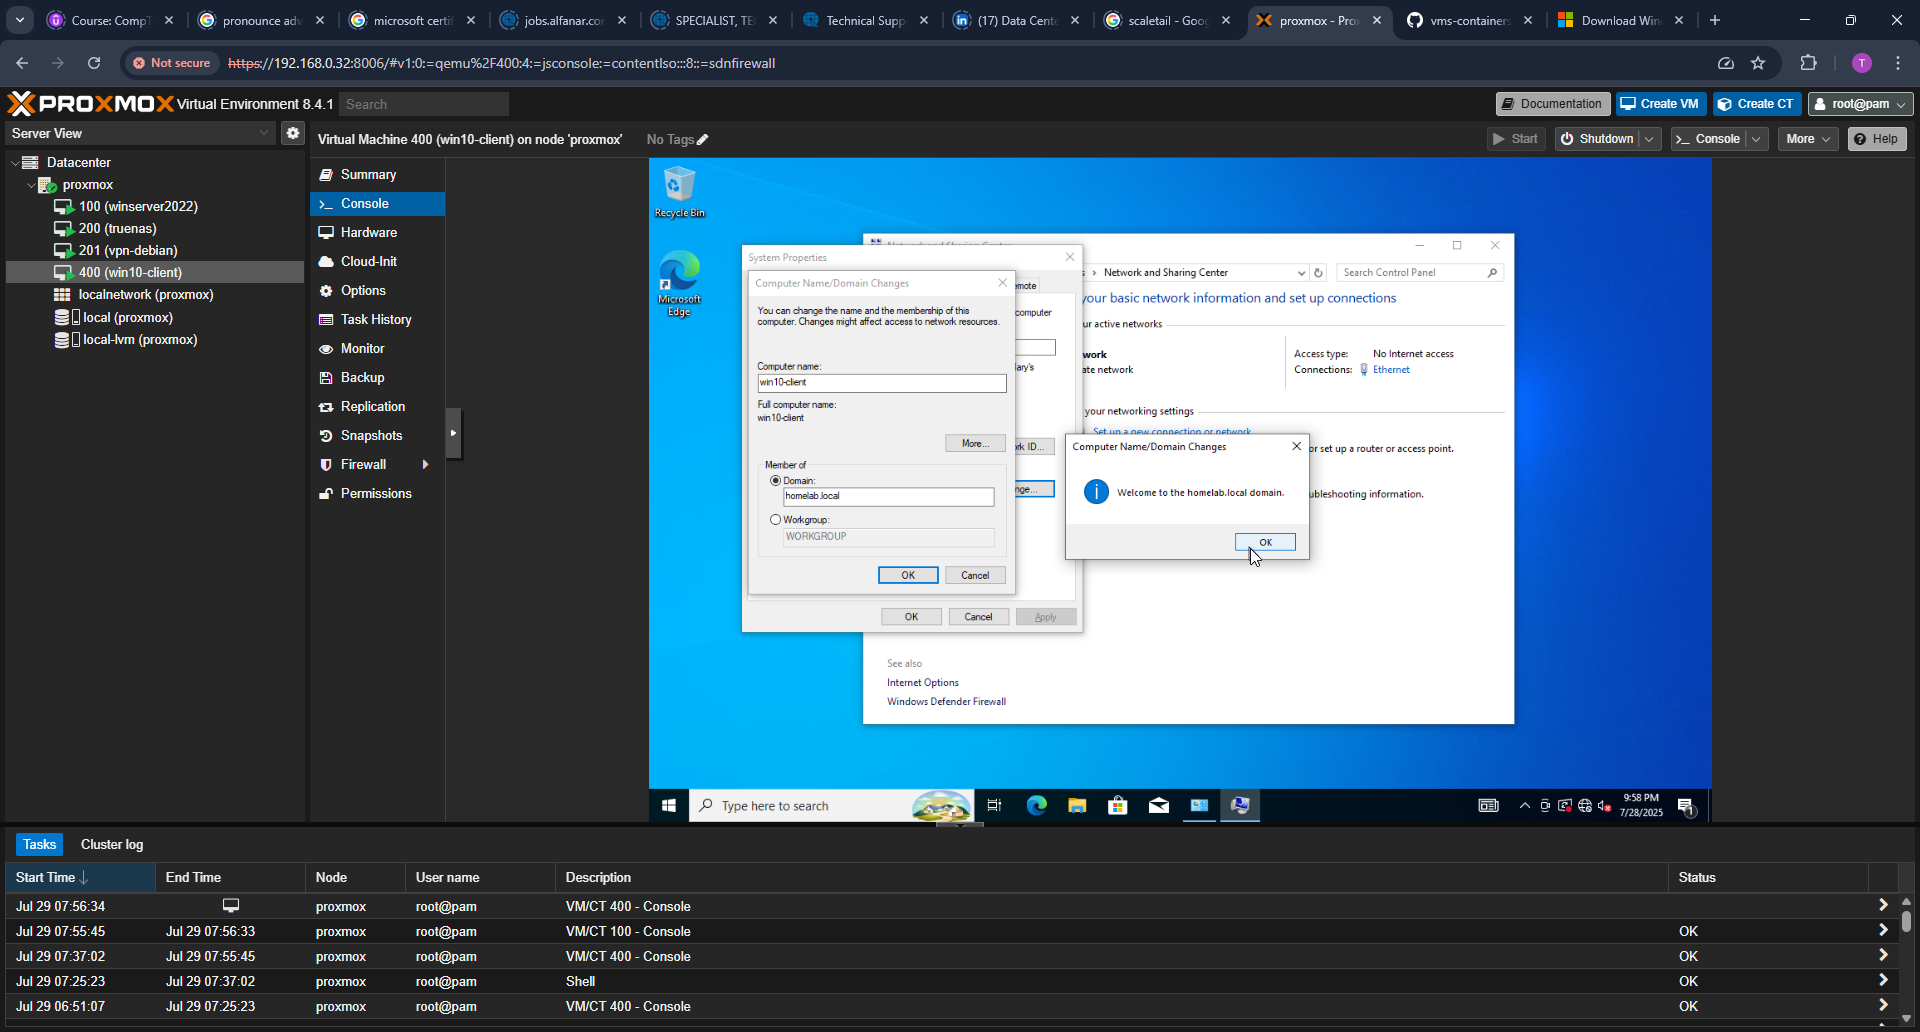 Course: CompT
pronounce adv
microsoft certif
jobs.alfanar.com
SPECIALIST, TE
Technical Supp
(17) Data Cent
scaletail - Goog
proxmox - Prox
vms-containers
Download Win
Not secure
https://192.168.0.32:8006/#v1:0:=qemu%2F400:4:=jsconsole:=contentIso:::8::=sdnfirewall
T
PROXMOX Virtual Environment 8.4.1
Search
Documentation
Create VM
Create CT
root@pam
Server View
Virtual Machine 400 (win10-client) on node 'proxmox'
No Tags
Start
Shutdown
Console
More
Help
Datacenter
proxmox
100 (winserver2022)
200 (truenas)
201 (vpn-debian)
400 (win10-client)
localnetwork (proxmox)
local (proxmox)
local-lvm (proxmox)
Summary
Console
Hardware
Cloud-Init
Options
Task History
Monitor
Backup
Replication
Snapshots
Firewall
Permissions
Recycle Bin
Microsoft
Edge
Network and Sharing Center
Search Control Panel
your basic network information and set up connections
ur active networks
work
ate network
Access type: No Internet access
Connections: Ethernet
your networking settings
Set up a new connection or network
or set up a router or access point.
ubleshooting information.
See also
Internet Options
Windows Defender Firewall
System Properties
emote
computer
ary's
rk ID...
nge...
OK
Cancel
Apply
Computer Name/Domain Changes
You can change the name and the membership of this
computer. Changes might affect access to network resources.
Computer name:
win10-client
Full computer name:
win10-client
More...
Member of
Domain:
homelab.local
Workgroup:
WORKGROUP
OK
Cancel
Computer Name/Domain Changes
Welcome to the homelab.local domain.
OK
Type here to search
9:58 PM
7/28/2025
1
Tasks
Cluster log
Start Time
End Time
Node
User name
Description
Status
Jul 29 07:56:34 proxmox root@pam VM/CT 400 - Console
Jul 29 07:55:45 Jul 29 07:56:33 proxmox root@pam VM/CT 100 - Console OK
Jul 29 07:37:02 Jul 29 07:55:45 proxmox root@pam VM/CT 400 - Console OK
Jul 29 07:25:23 Jul 29 07:37:02 proxmox root@pam Shell OK
Jul 29 06:51:07 Jul 29 07:25:23 proxmox root@pam VM/CT 400 - Console OK